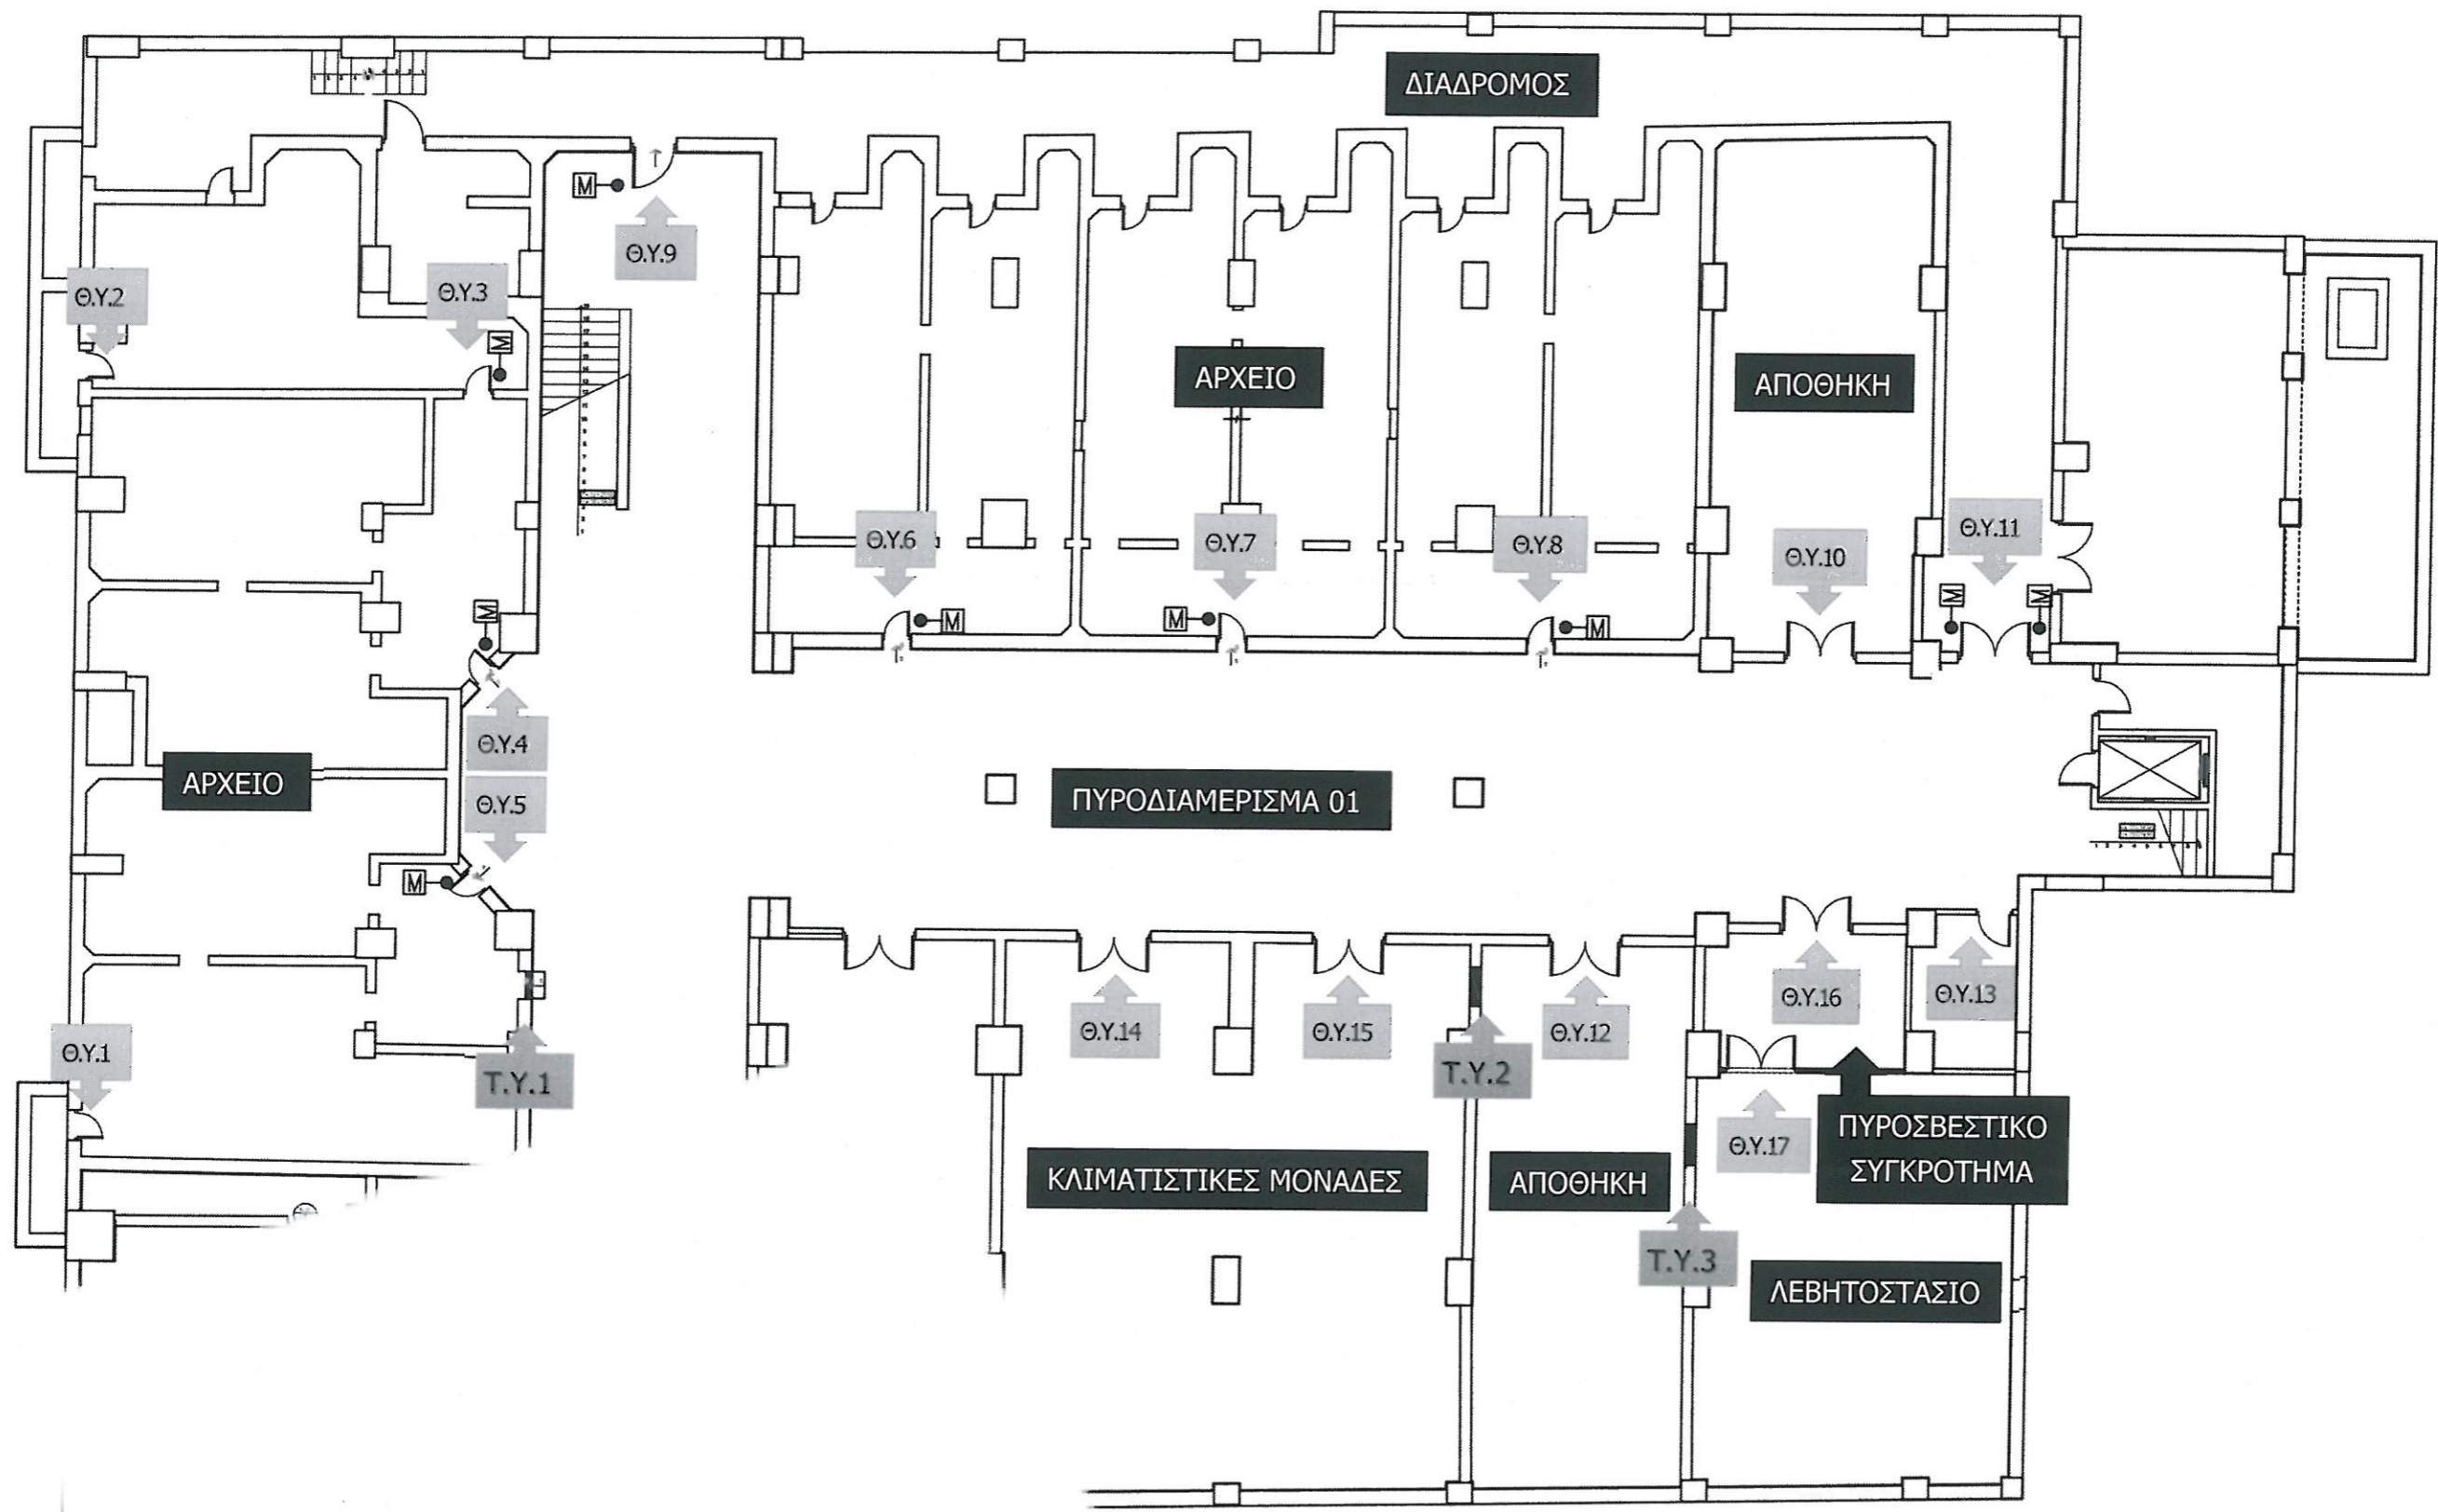 ΔΙΑΔΡΟΜΟΣ
M
Θ.Υ.9
Θ.Υ.2
Θ.Υ.3
M
ΑΡΧΕΙΟ
ΑΠΟΘΗΚΗ
Θ.Υ.6
Θ.Υ.7
Θ.Υ.8
Θ.Υ.10
Θ.Υ.11
M
M
M
M
M
M
Θ.Υ.4
ΑΡΧΕΙΟ
Θ.Υ.5
ΠΥΡΟΔΙΑΜΕΡΙΣΜΑ 01
M
Θ.Υ.14
Θ.Υ.15
Θ.Υ.12
Θ.Υ.16
Θ.Υ.13
Θ.Υ.1
Τ.Υ.1
Τ.Υ.2
Θ.Υ.17
ΠΥΡΟΣΒΕΣΤΙΚΟ
ΣΥΓΚΡΟΤΗΜΑ
ΚΛΙΜΑΤΙΣΤΙΚΕΣ ΜΟΝΑΔΕΣ
ΑΠΟΘΗΚΗ
Τ.Υ.3
ΛΕΒΗΤΟΣΤΑΣΙΟ